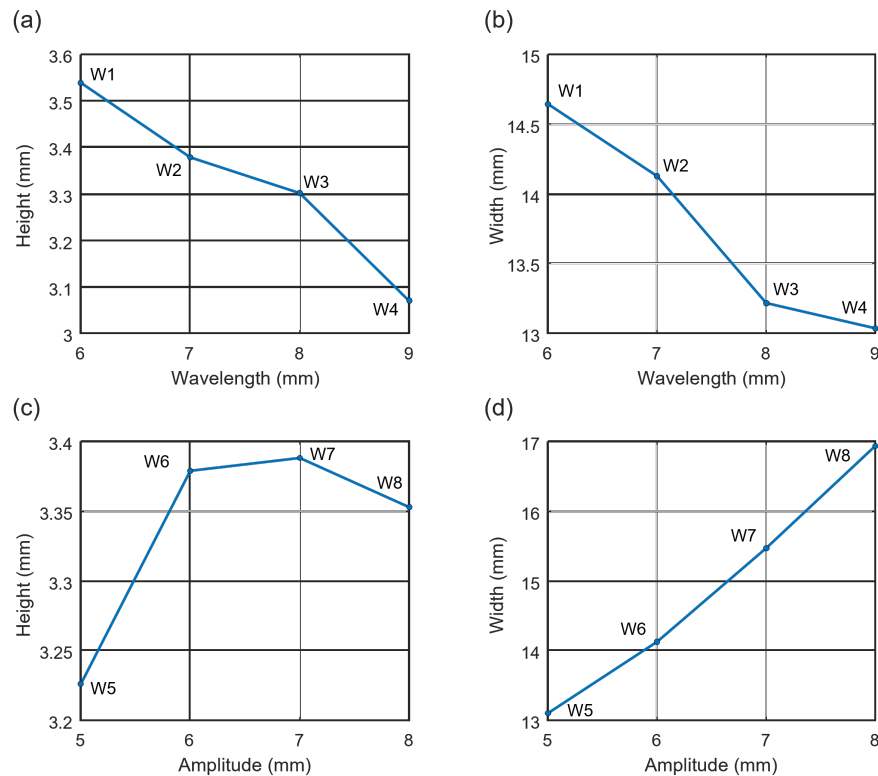 (a)
3.6
3.5
3.4
3.3
3.2
3.1
3
W1
W2
W3
W4
6 7 8 9
Height (mm)
Wavelength (mm)
(b)
15
14.5
14
13.5
13
W1
W2
W3
W4
6 7 8 9
Width (mm)
Wavelength (mm)
(c)
3.4
3.35
3.3
3.25
3.2
W5
W6
W7
W8
5 6 7 8
Height (mm)
Amplitude (mm)
(d)
17
16
15
14
13
W5
W6
W7
W8
5 6 7 8
Width (mm)
Amplitude (mm)